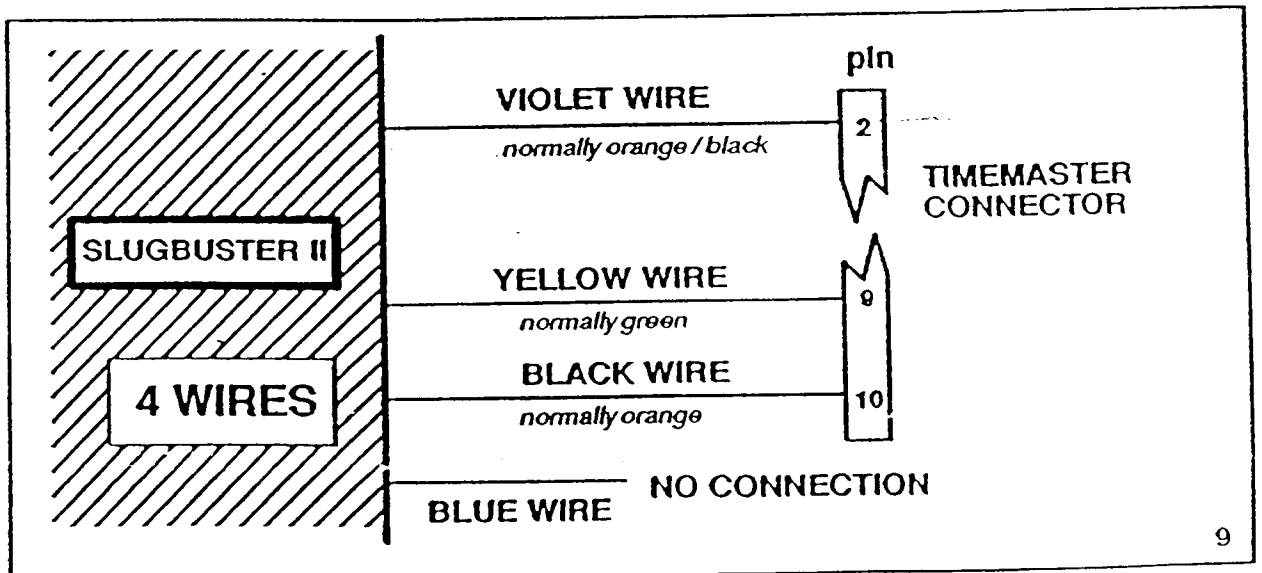 pin
VIOLET WIRE
2
normally orange / black
TIMEMASTER
CONNECTOR
SLUGBUSTER II
YELLOW WIRE
9
normally green
4 WIRES
BLACK WIRE
10
normally orange
NO CONNECTION
BLUE WIRE
9